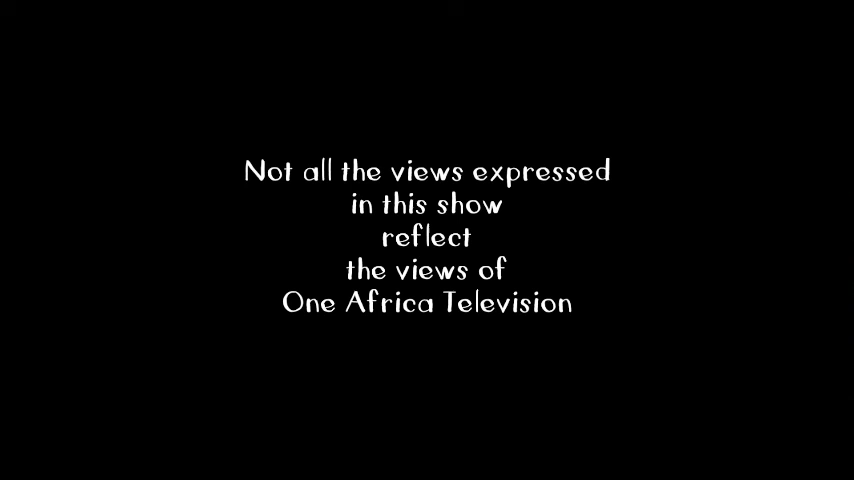 Not all the views expressed
in this show
reflect
the views of
One Africa Television